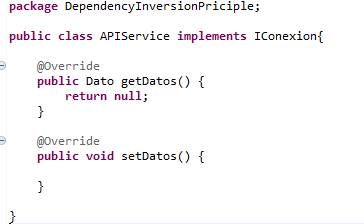 package DependencyInversionPriciple;
public class APIService implements IConexion{
@Override
public Dato getDatos() {
return null;
}
@Override
public void setDatos() {
}
}